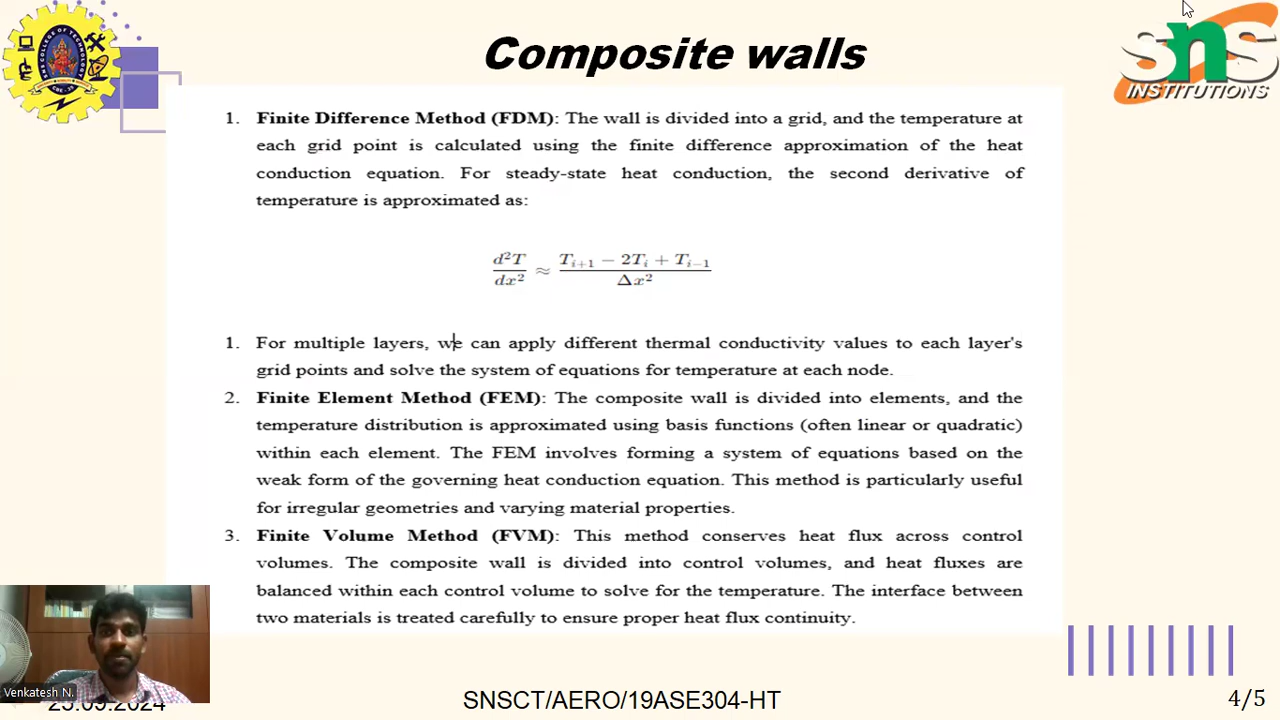 Composite walls
SNS
INSTITUTIONS
1. Finite Difference Method (FDM): The wall is divided into a grid, and the temperature at
each grid point is calculated using the finite difference approximation of the heat
conduction equation. For steady-state heat conduction, the second derivative of
temperature is approximated as:
d²T/dx² ≈ (Tᵢ₊₁ − 2Tᵢ + Tᵢ₋₁)/Δx²
1. For multiple layers, we can apply different thermal conductivity values to each layer's
grid points and solve the system of equations for temperature at each node.
2. Finite Element Method (FEM): The composite wall is divided into elements, and the
temperature distribution is approximated using basis functions (often linear or quadratic)
within each element. The FEM involves forming a system of equations based on the
weak form of the governing heat conduction equation. This method is particularly useful
for irregular geometries and varying material properties.
3. Finite Volume Method (FVM): This method conserves heat flux across control
volumes. The composite wall is divided into control volumes, and heat fluxes are
balanced within each control volume to solve for the temperature. The interface between
two materials is treated carefully to ensure proper heat flux continuity.
Venkatesh N.
23.09.2024
SNSCT/AERO/19ASE304-HT
4/5